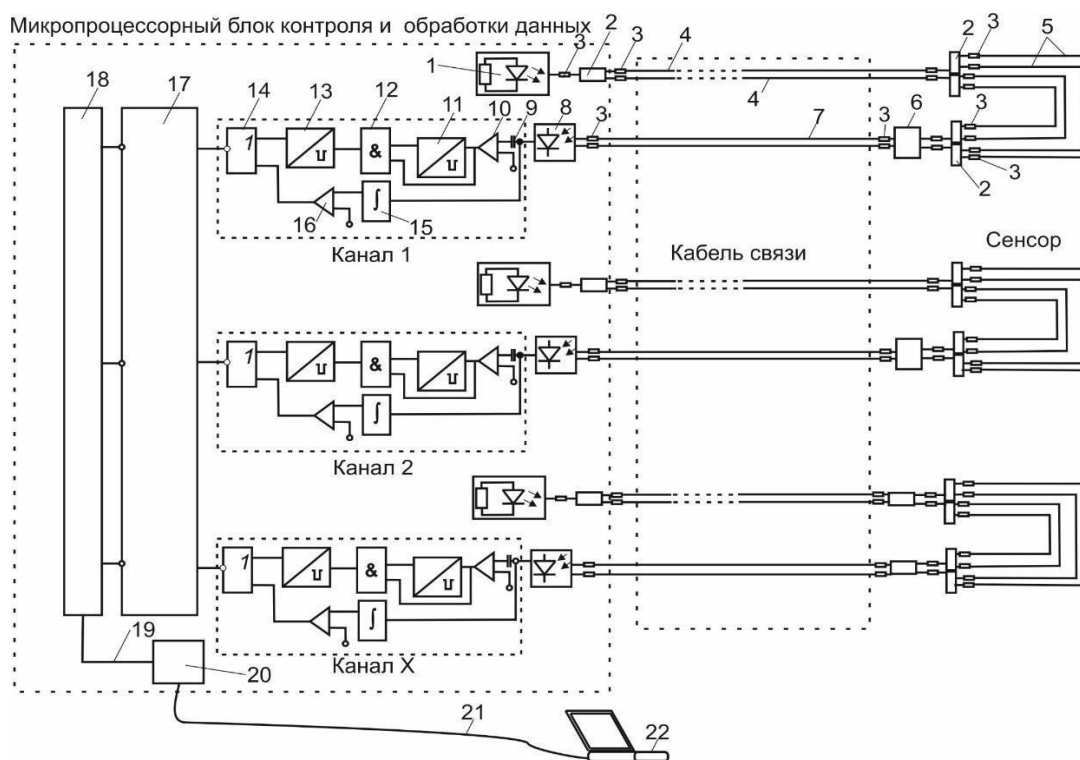 Микропроцессорный блок контроля и обработки данных
3 2 3 4 2 3 5
1
18 17 14 13 12 11 10 9 8 3 4 7 3 6 3
&
1
16 15 2 3
∫
Канал 1
Кабель связи Сенсор
1 &
∫
Канал 2
1 &
∫
19
20
Канал X
21
22